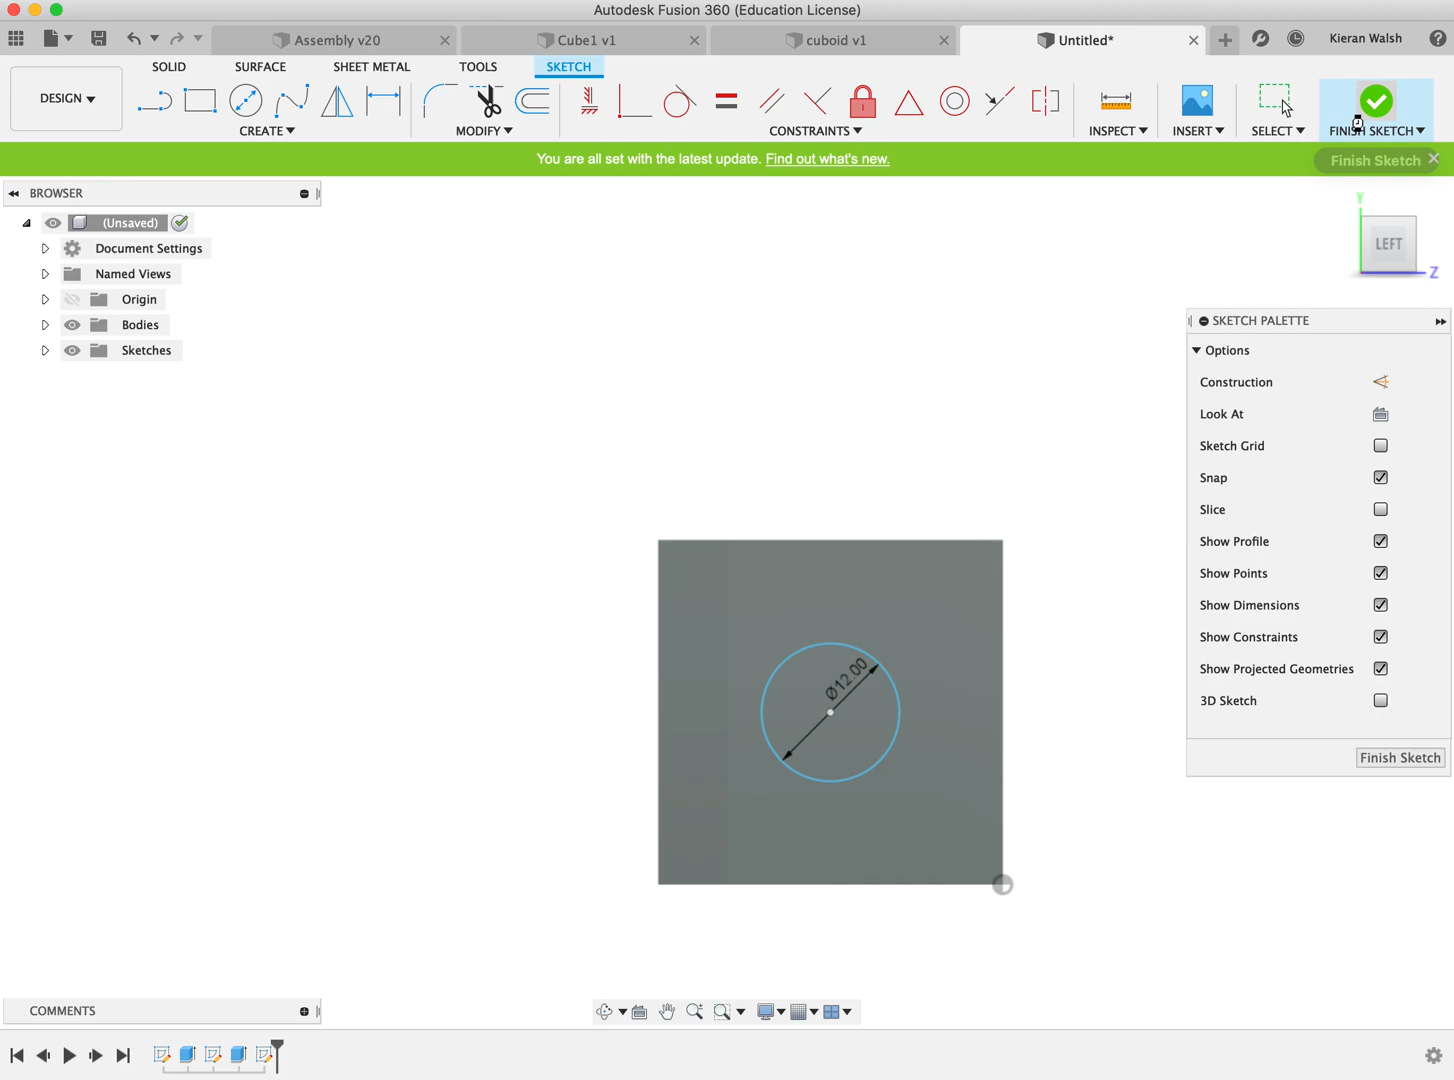 Autodesk Fusion 360 (Education License)
Assembly v20
Cube1 v1
cuboid v1
Untitled*
Kieran Walsh
SOLID
SURFACE
SHEET METAL
TOOLS
SKETCH
DESIGN
CREATE
MODIFY
CONSTRAINTS
INSPECT
INSERT
SELECT
FINISH SKETCH
You are all set with the latest update. Find out what's new.
Finish Sketch
BROWSER
(Unsaved)
Document Settings
Named Views
Origin
Bodies
Sketches
Y
LEFT
Z
SKETCH PALETTE
Options
Construction
Look At
Sketch Grid
Snap
Slice
Show Profile
Show Points
Show Dimensions
Show Constraints
Show Projected Geometries
3D Sketch
Finish Sketch
Ø12.00
COMMENTS